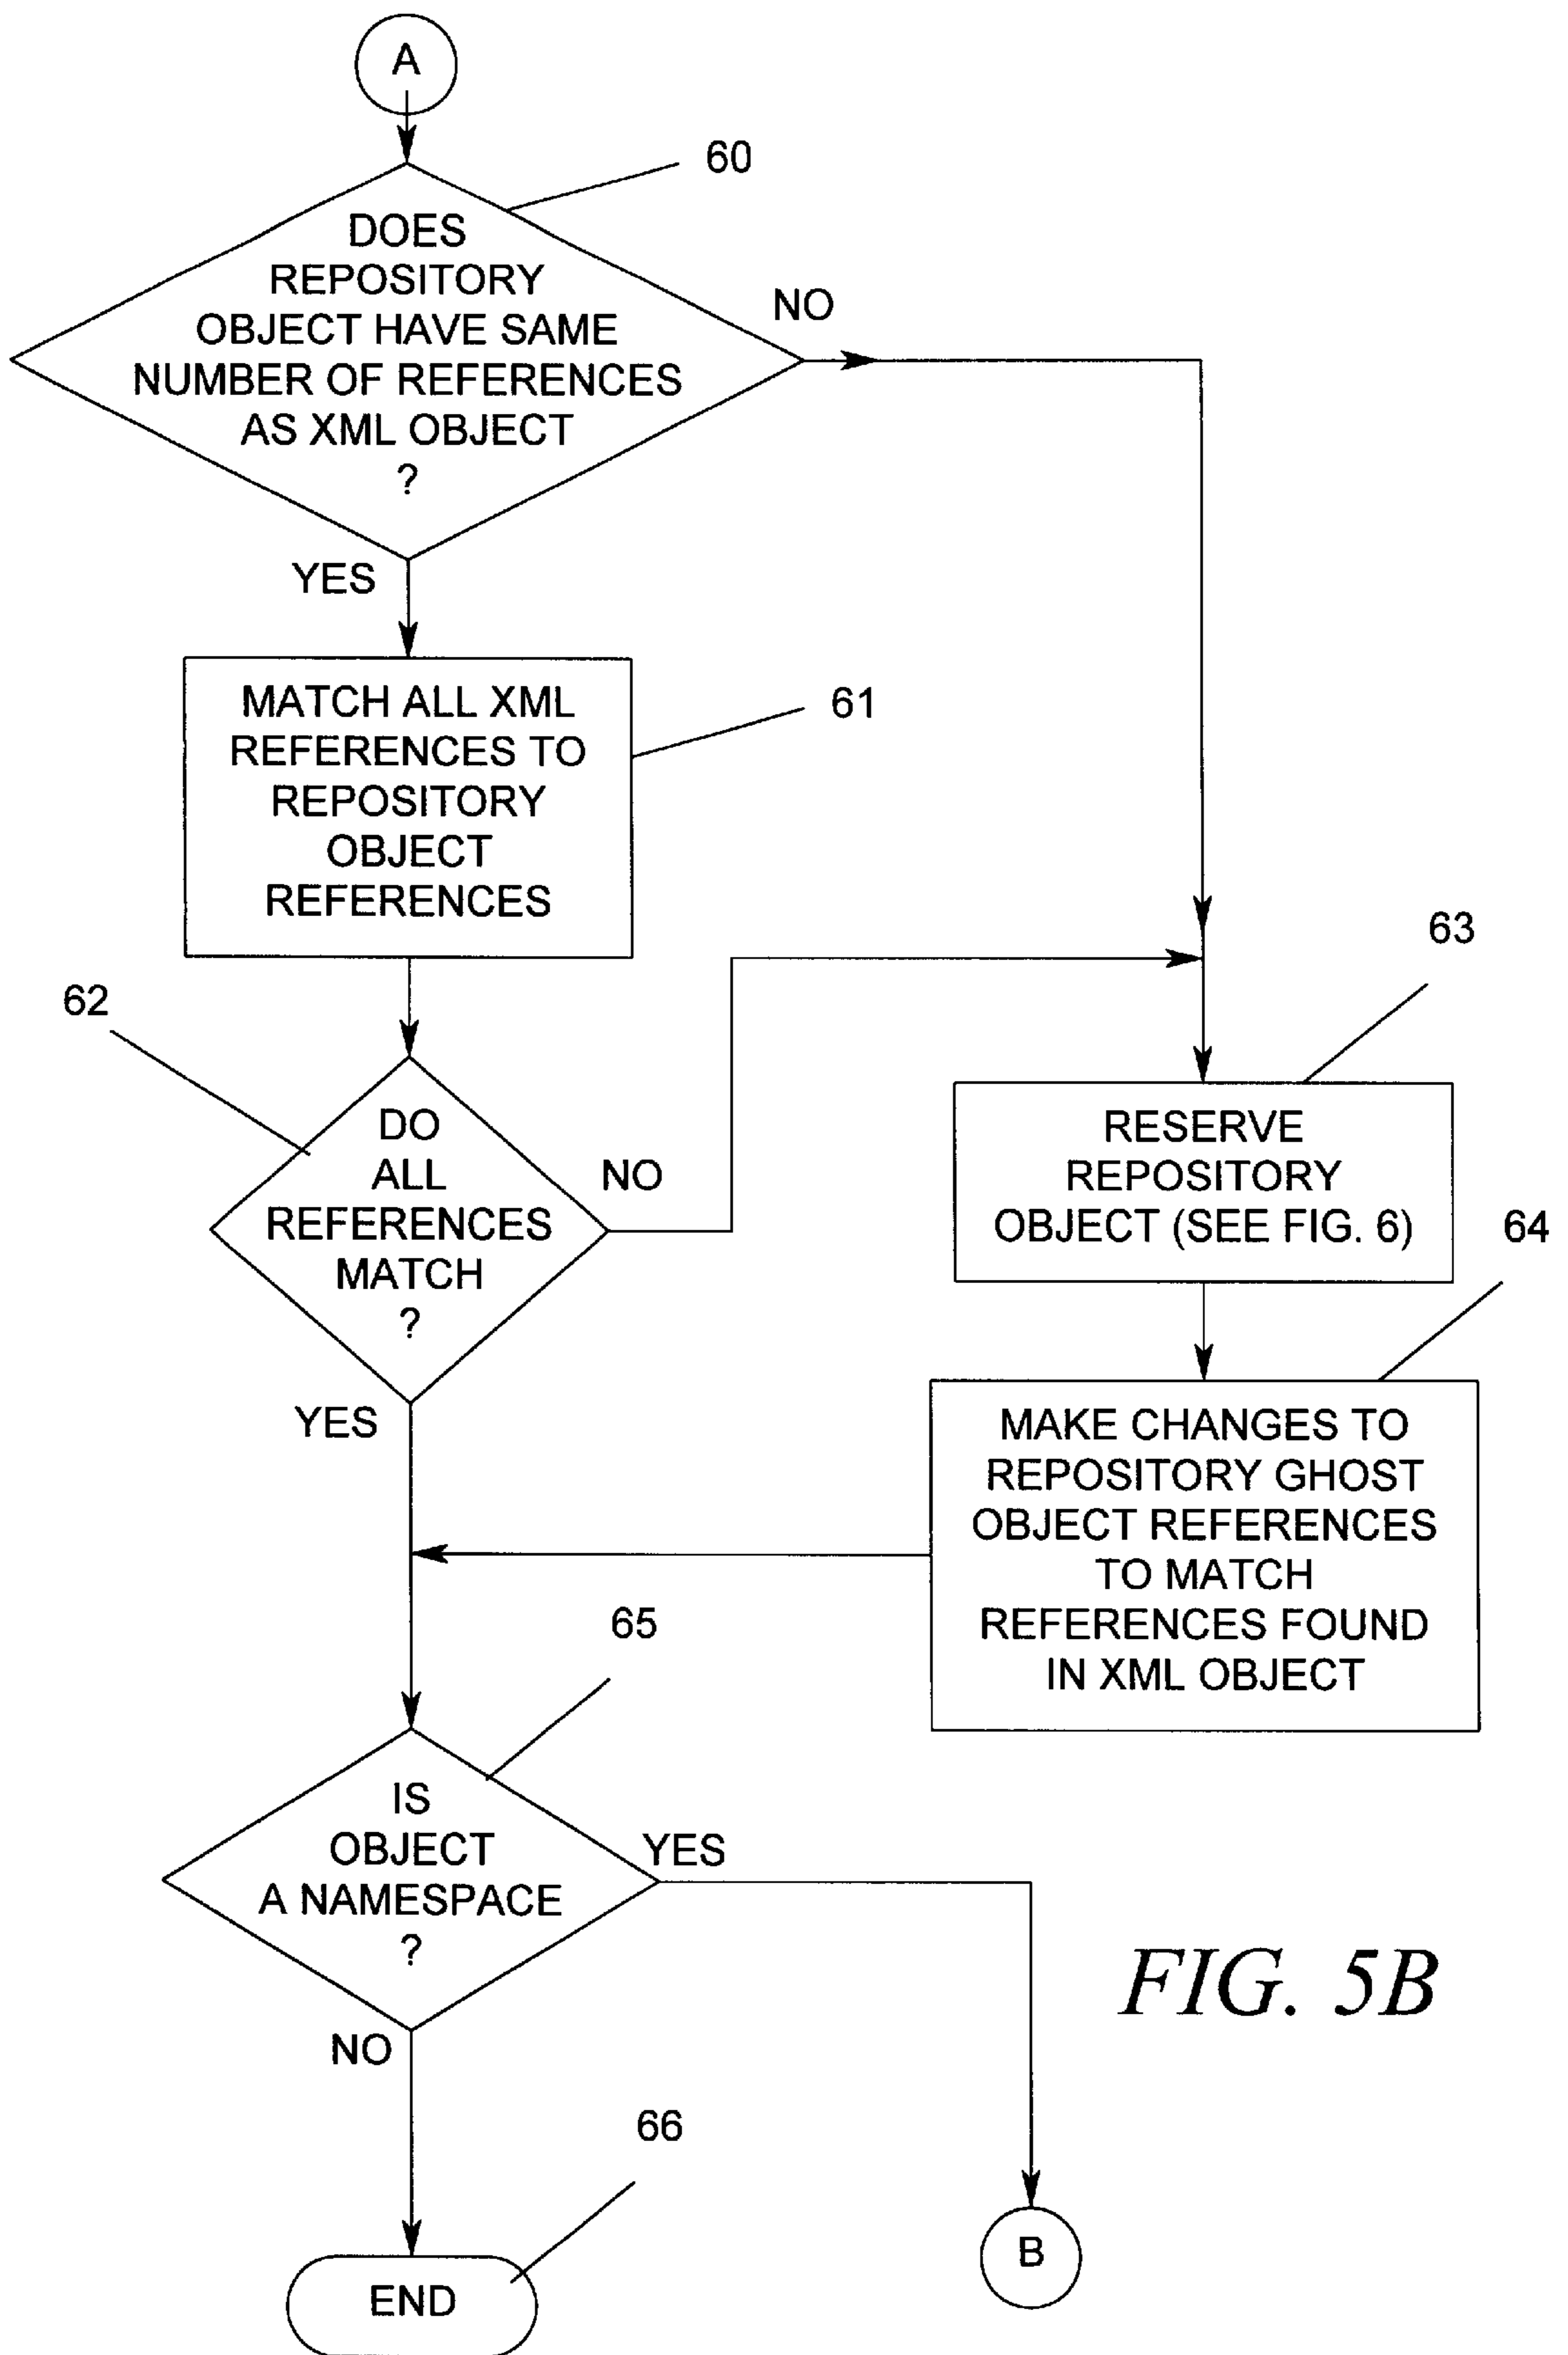 A
60
DOES
REPOSITORY
OBJECT HAVE SAME
NUMBER OF REFERENCES
AS XML OBJECT
?
NO
YES
MATCH ALL XML
REFERENCES TO
REPOSITORY
OBJECT
REFERENCES
61
62
DO
ALL
REFERENCES
MATCH
?
NO
YES
63
RESERVE
REPOSITORY
OBJECT (SEE FIG. 6)
64
MAKE CHANGES TO
REPOSITORY GHOST
OBJECT REFERENCES
TO MATCH
REFERENCES FOUND
IN XML OBJECT
65
IS
OBJECT
A NAMESPACE
?
YES
NO
66
END
B
FIG. 5B